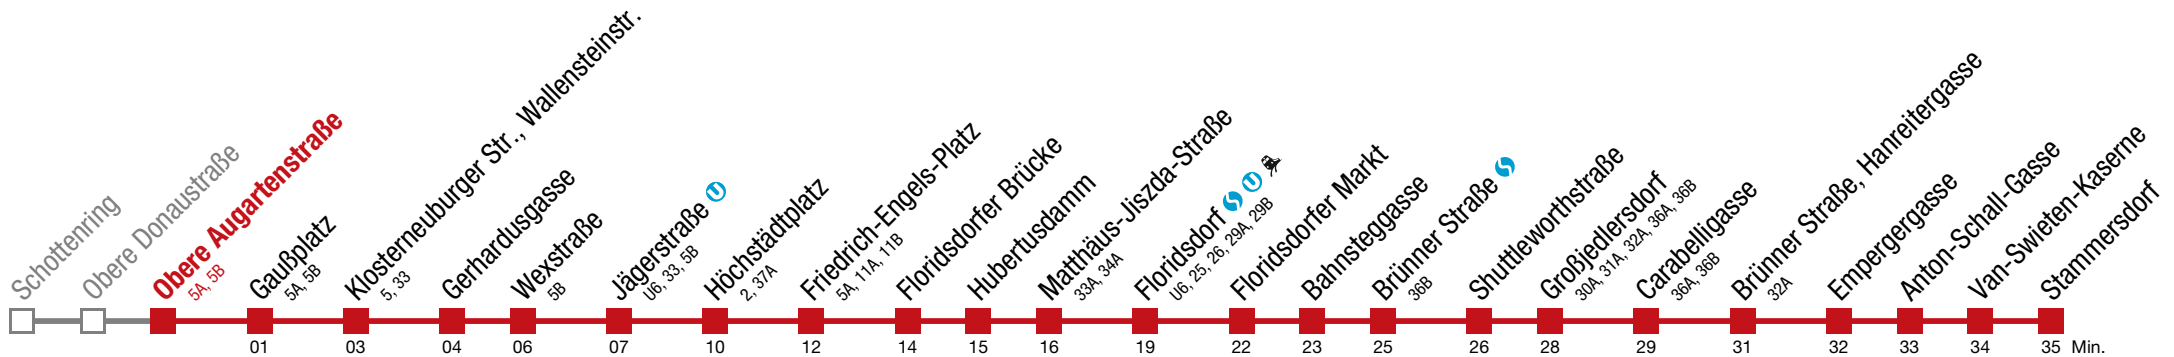 Schottenring
Obere Donaustraße
Obere Augartenstraße
5A, 5B
Gaußplatz
5A, 5B
Klosterneuburger Str., Wallensteinstr.
5, 33
Gerhardusgasse
Wexstraße
5B
Jägerstraße U
U6, 33, 5B
Höchstädtplatz
2, 37A
Friedrich-Engels-Platz
5A, 11A, 11B
Floridsdorfer Brücke
Hubertusdamm
Matthäus-Jiszda-Straße
33A, 34A
Floridsdorf S U
U6, 25, 26, 29A, 29B
Floridsdorfer Markt
Bahnsteggasse
Brünner Straße S
36B
Shuttleworthstraße
Großjedlersdorf
30A, 31A, 32A, 36A, 36B
Carabelligasse
36A, 36B
Brünner Straße, Hanreitergasse
32A
Empergergasse
Anton-Schall-Gasse
Van-Swieten-Kaserne
Stammersdorf
01 03 04 06 07 10 12 14 15 16 19 22 23 25 26 28 29 31 32 33 34 35 Min.